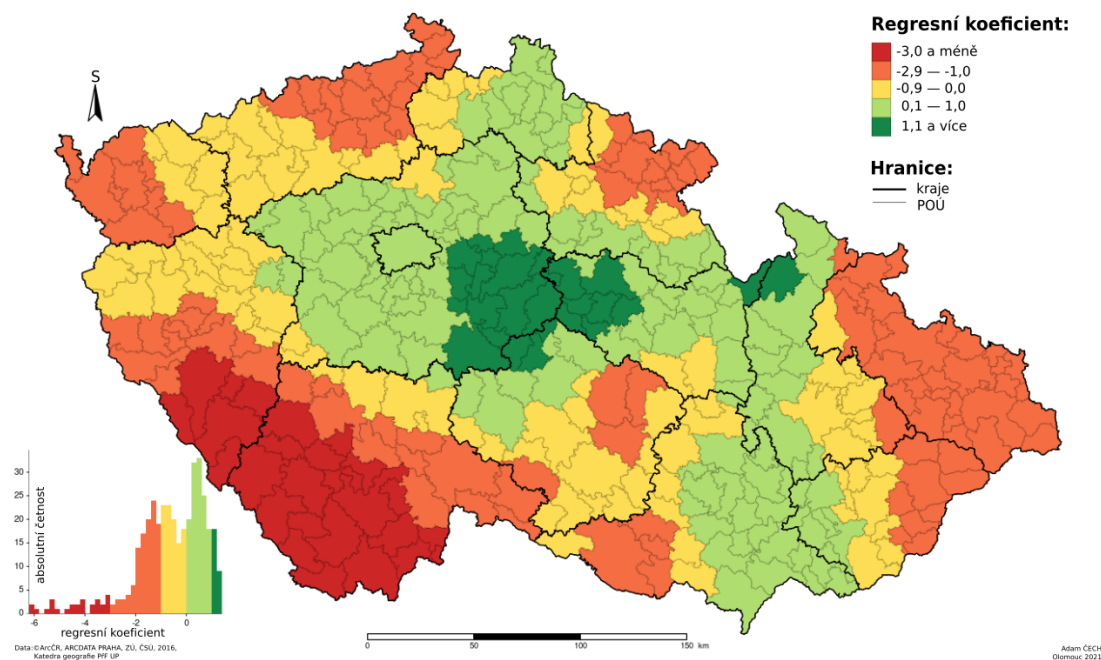 Regresní koeficient:
-3,0 a méně
-2,9 — -1,0
-0,9 — 0,0
0,1 — 1,0
1,1 a více
Hranice:
kraje
POÚ
S
absolutní četnost
30
25
20
15
10
5
0
-6 -4 -2 0
regresní koeficient
Data:©ArcČR, ARCDATA PRAHA, ZÚ, ČSÚ, 2016,
Katedra geografie PřF UP
0 50 100 150 km
Adam ČECH
Olomouc 2021